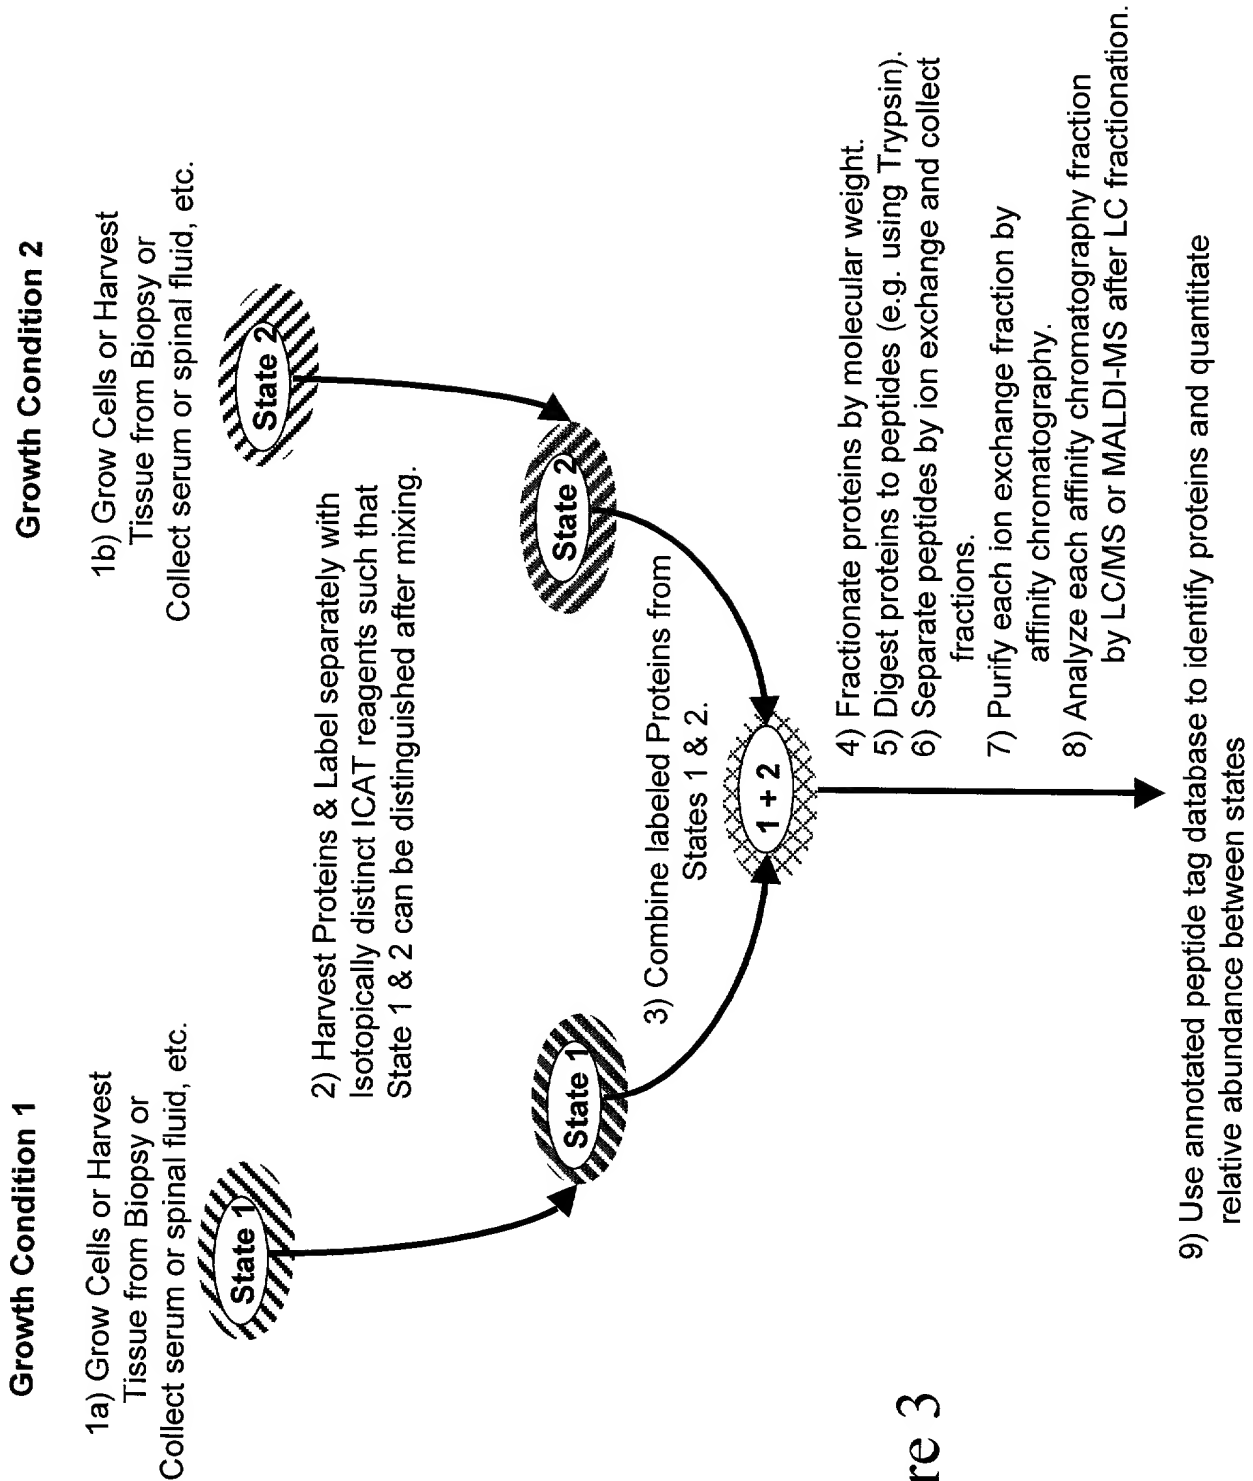 Growth Condition 1
Growth Condition 2
1a) Grow Cells or Harvest
Tissue from Biopsy or
Collect serum or spinal fluid, etc.
1b) Grow Cells or Harvest
Tissue from Biopsy or
Collect serum or spinal fluid, etc.
State 1
State 2
2) Harvest Proteins & Label separately with
Isotopically distinct ICAT reagents such that
State 1 & 2 can be distinguished after mixing.
State 1
State 2
3) Combine labeled Proteins from
States 1 & 2.
1 + 2
4) Fractionate proteins by molecular weight.
5) Digest proteins to peptides (e.g. using Trypsin).
6) Separate peptides by ion exchange and collect
fractions.
7) Purify each ion exchange fraction by
affinity chromatography.
8) Analyze each affinity chromatography fraction
by LC/MS or MALDI-MS after LC fractionation.
9) Use annotated peptide tag database to identify proteins and quantitate
relative abundance between states
re 3